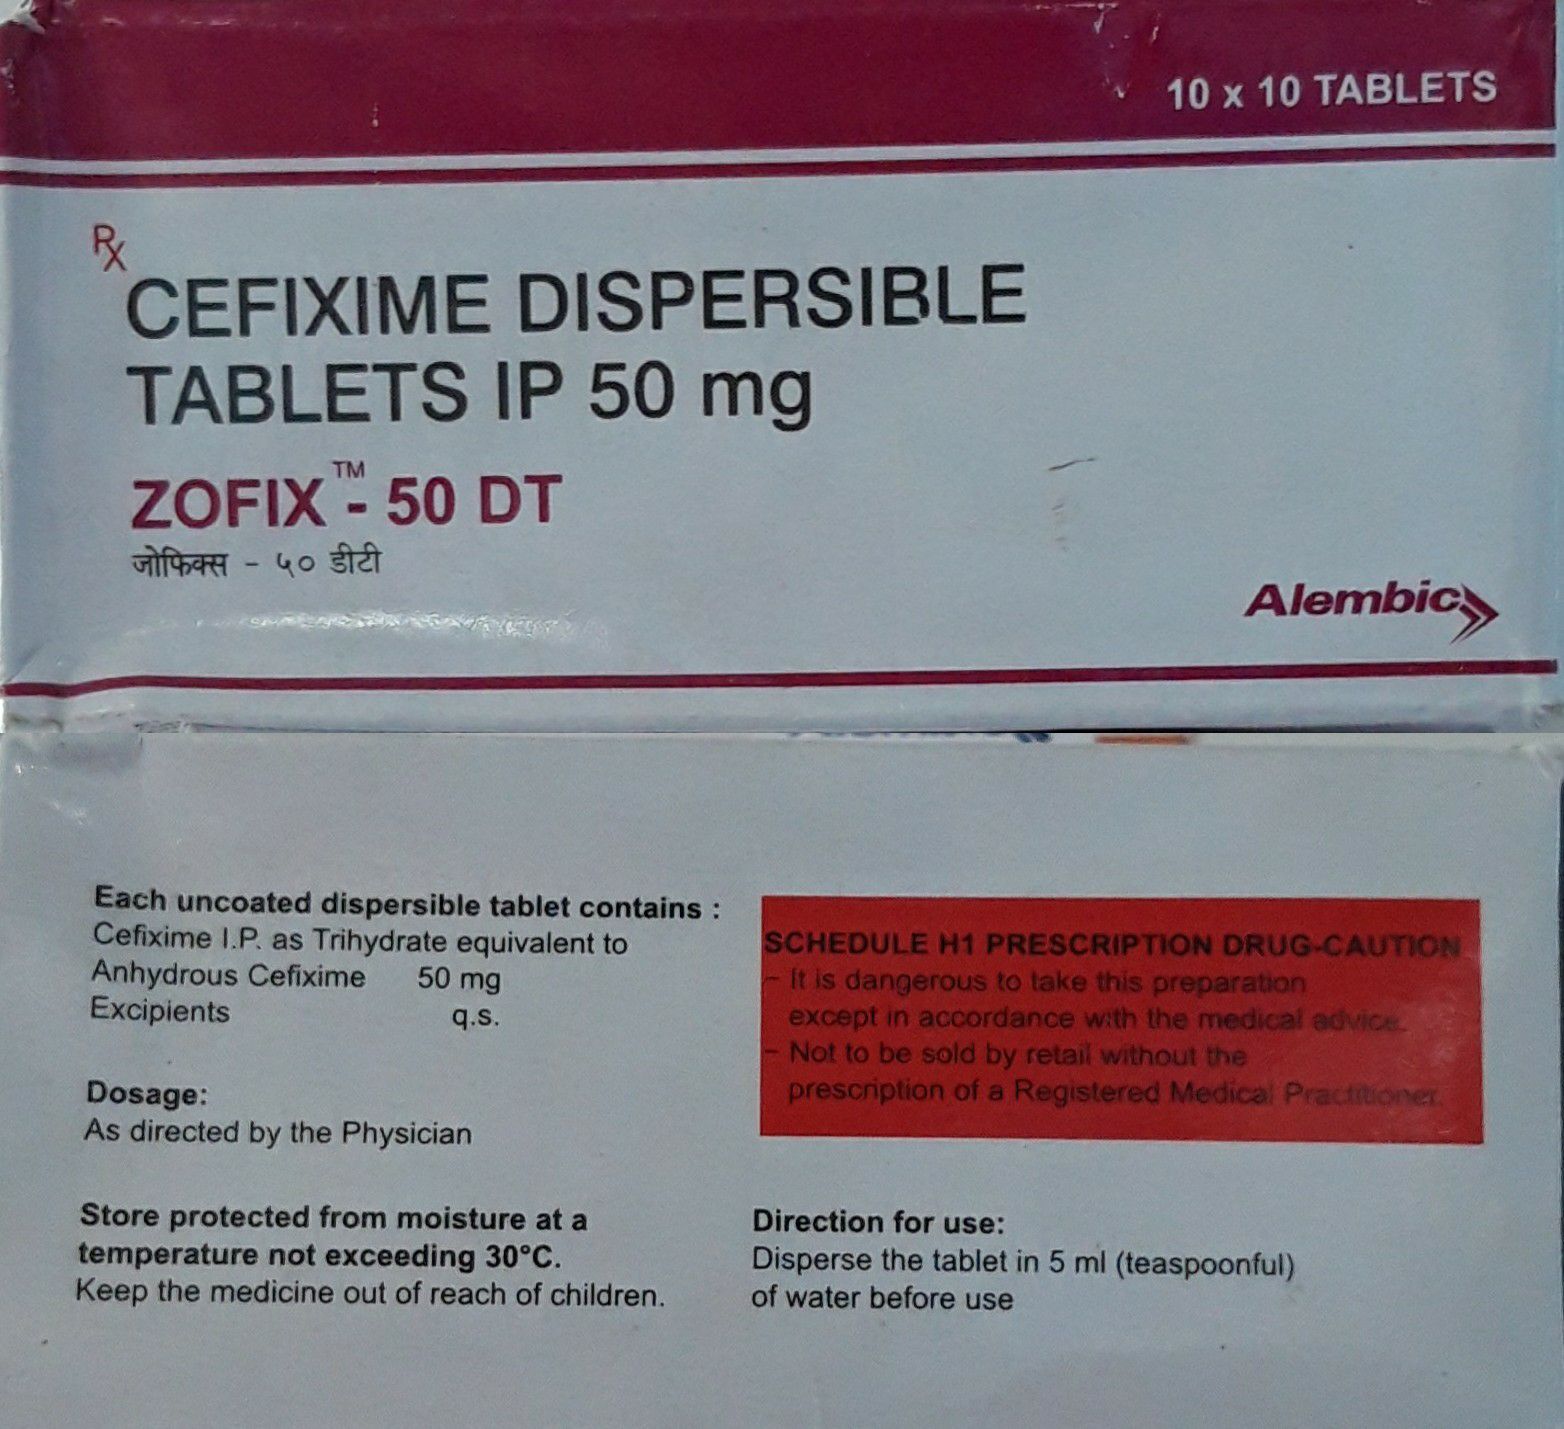 10 x 10 TABLETS
Rx
CEFIXIME DISPERSIBLE
TABLETS IP 50 mg
ZOFIX™ - 50 DT
जोफिक्स - ५० डीटी
Alembic
Each uncoated dispersible tablet contains :
Cefixime I.P. as Trihydrate equivalent to
Anhydrous Cefixime 50 mg
Excipients q.s.
Dosage:
As directed by the Physician
Store protected from moisture at a
temperature not exceeding 30°C.
Keep the medicine out of reach of children.
SCHEDULE H1 PRESCRIPTION DRUG-CAUTION
- It is dangerous to take this preparation
except in accordance with the medical advice.
- Not to be sold by retail without the
prescription of a Registered Medical Practitioner.
Direction for use:
Disperse the tablet in 5 ml (teaspoonful)
of water before use